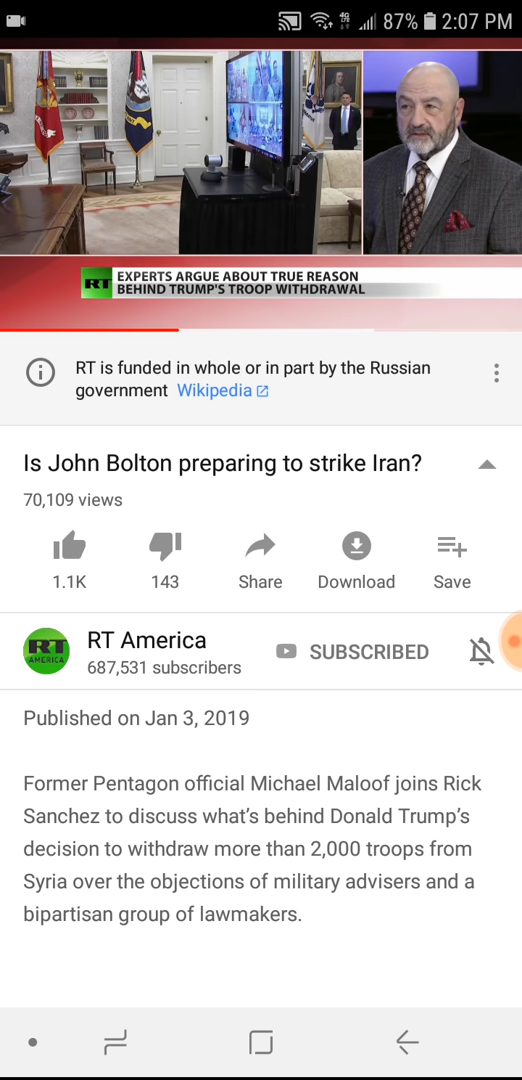 87% 2:07 PM
RT
EXPERTS ARGUE ABOUT TRUE REASON
BEHIND TRUMP'S TROOP WITHDRAWAL
RT is funded in whole or in part by the Russian
government Wikipedia
Is John Bolton preparing to strike Iran?
70,109 views
1.1K 143 Share Download Save
RT
AMERICA
RT America
687,531 subscribers
SUBSCRIBED
Published on Jan 3, 2019
Former Pentagon official Michael Maloof joins Rick
Sanchez to discuss what's behind Donald Trump's
decision to withdraw more than 2,000 troops from
Syria over the objections of military advisers and a
bipartisan group of lawmakers.